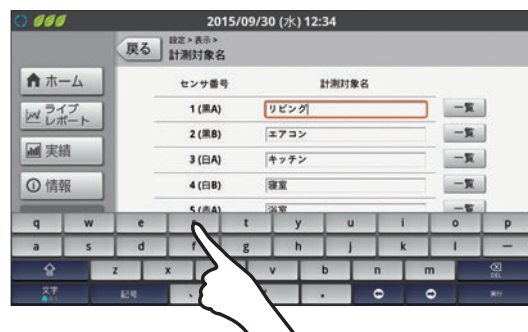 2015/09/30 (水) 12:34
戻る
設定 > 表示 >
計測対象名
ホーム
ライブ
レポート
実績
情報
センサ番号 計測対象名
1 (黒A) リビング 一覧
2 (黒B) エアコン 一覧
3 (白A) キッチン 一覧
4 (白B) 寝室 一覧
5 (赤A) 浴室 一覧
q w e t y u i o p
a s d f g h j k l ー
z x v b n m DEL
文字 記号 、 .